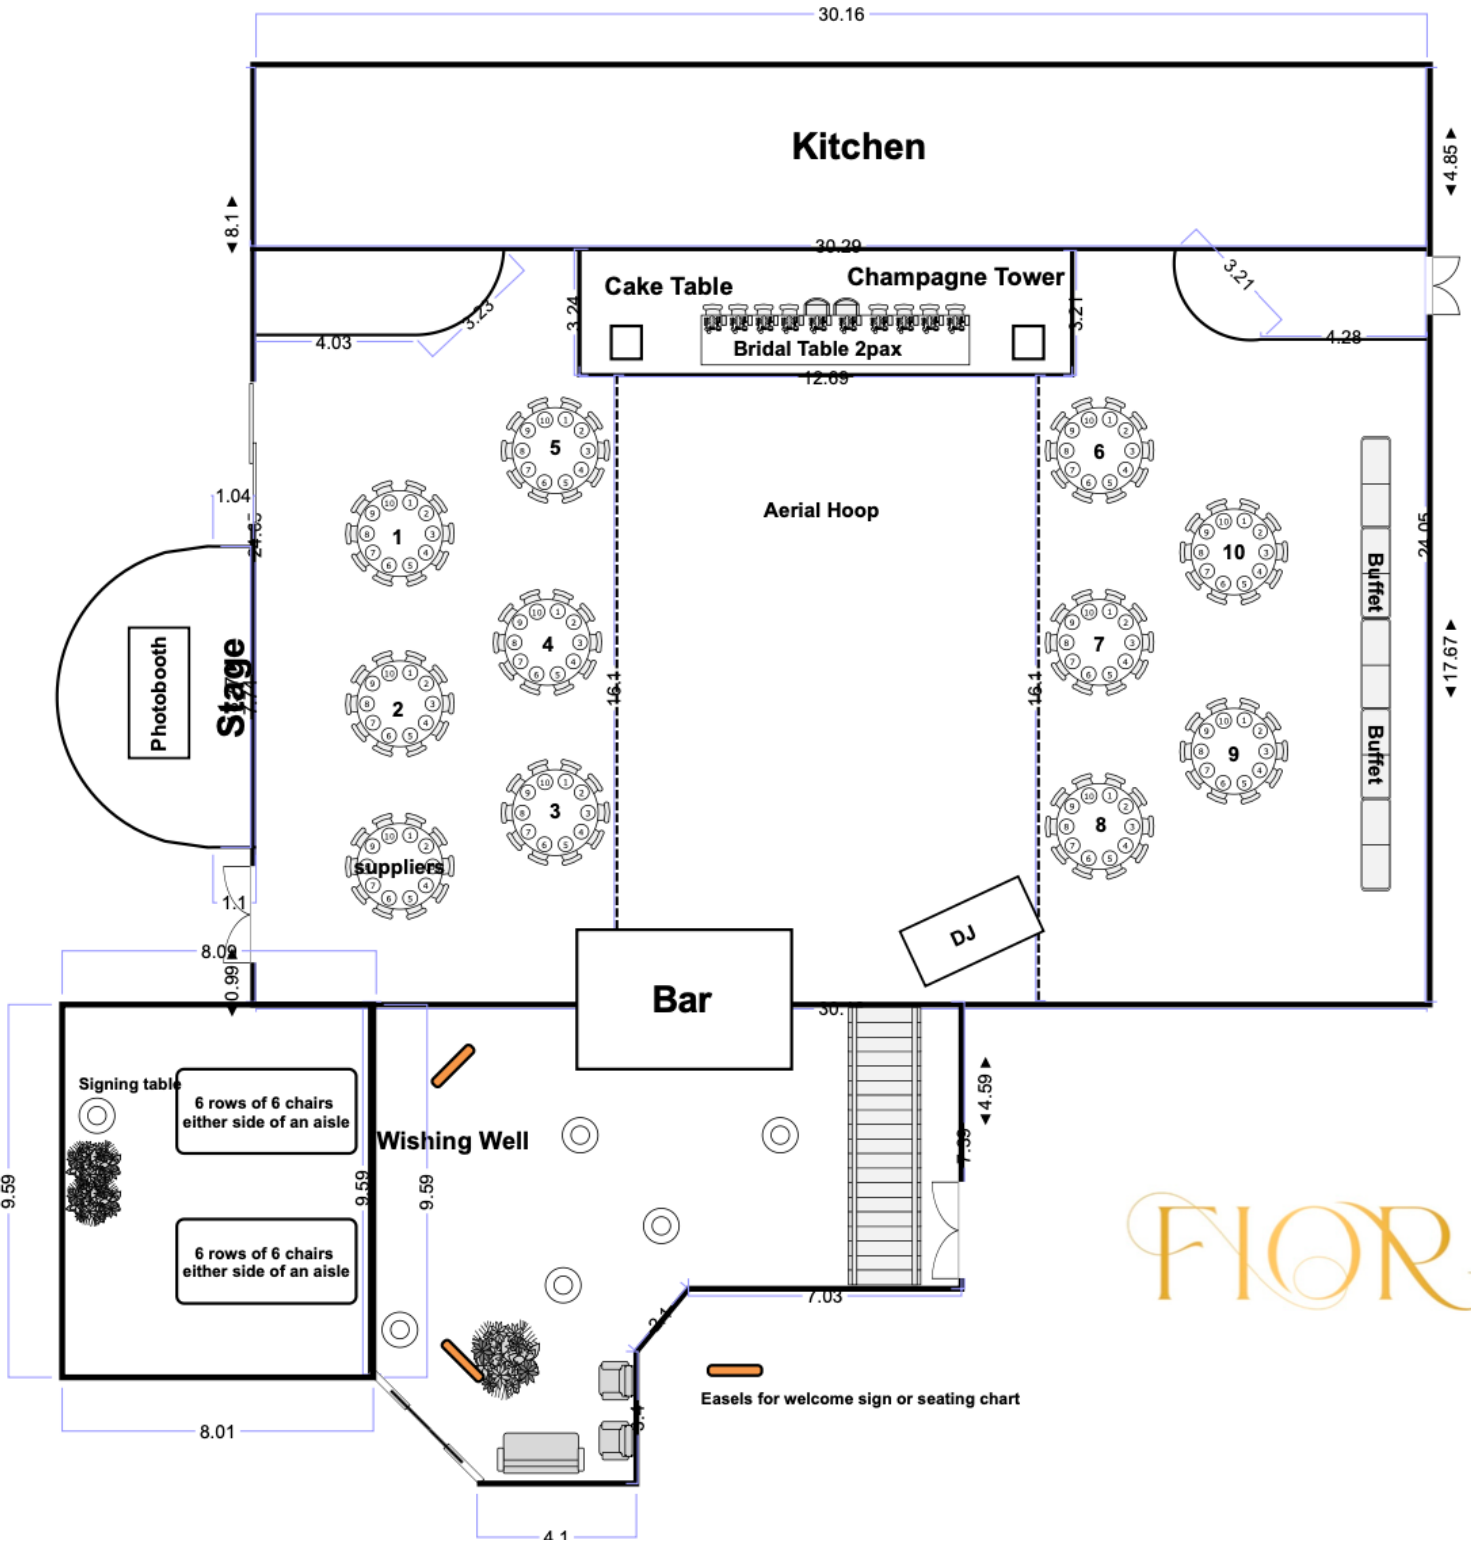 30.16
Kitchen
4.85
8.1
30.29
Cake Table
Champagne Tower
3.24
3.21
3.23
3.21
4.03
4.28
Bridal Table 2pax
12.69
5
6
Aerial Hoop
1
10
1.04
24.05
Buffet
4
7
Photobooth
Stage
16.1
16.1
17.67
2
9
Buffet
3
8
suppliers
1.1
DJ
8.09
0.99
Bar
30.
Signing table
6 rows of 6 chairs
either side of an aisle
Wishing Well
4.59
7.39
9.59
9.59
9.59
6 rows of 6 chairs
either side of an aisle
FIOR
7.03
Easels for welcome sign or seating chart
8.01
4.1